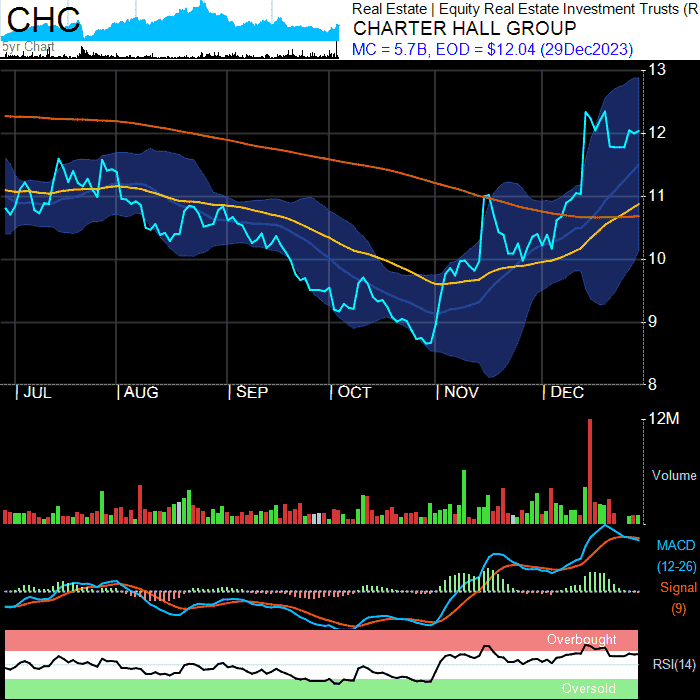 CHC
5yr Chart
Real Estate | Equity Real Estate Investment Trusts (R
CHARTER HALL GROUP
MC = 5.7B, EOD = $12.04 (29Dec2023)
13
12
11
10
9
8
| JUL | AUG | SEP | OCT | NOV | DEC
12M
Volume
MACD
(12-26)
Signal
(9)
Overbought
RSI(14)
Oversold